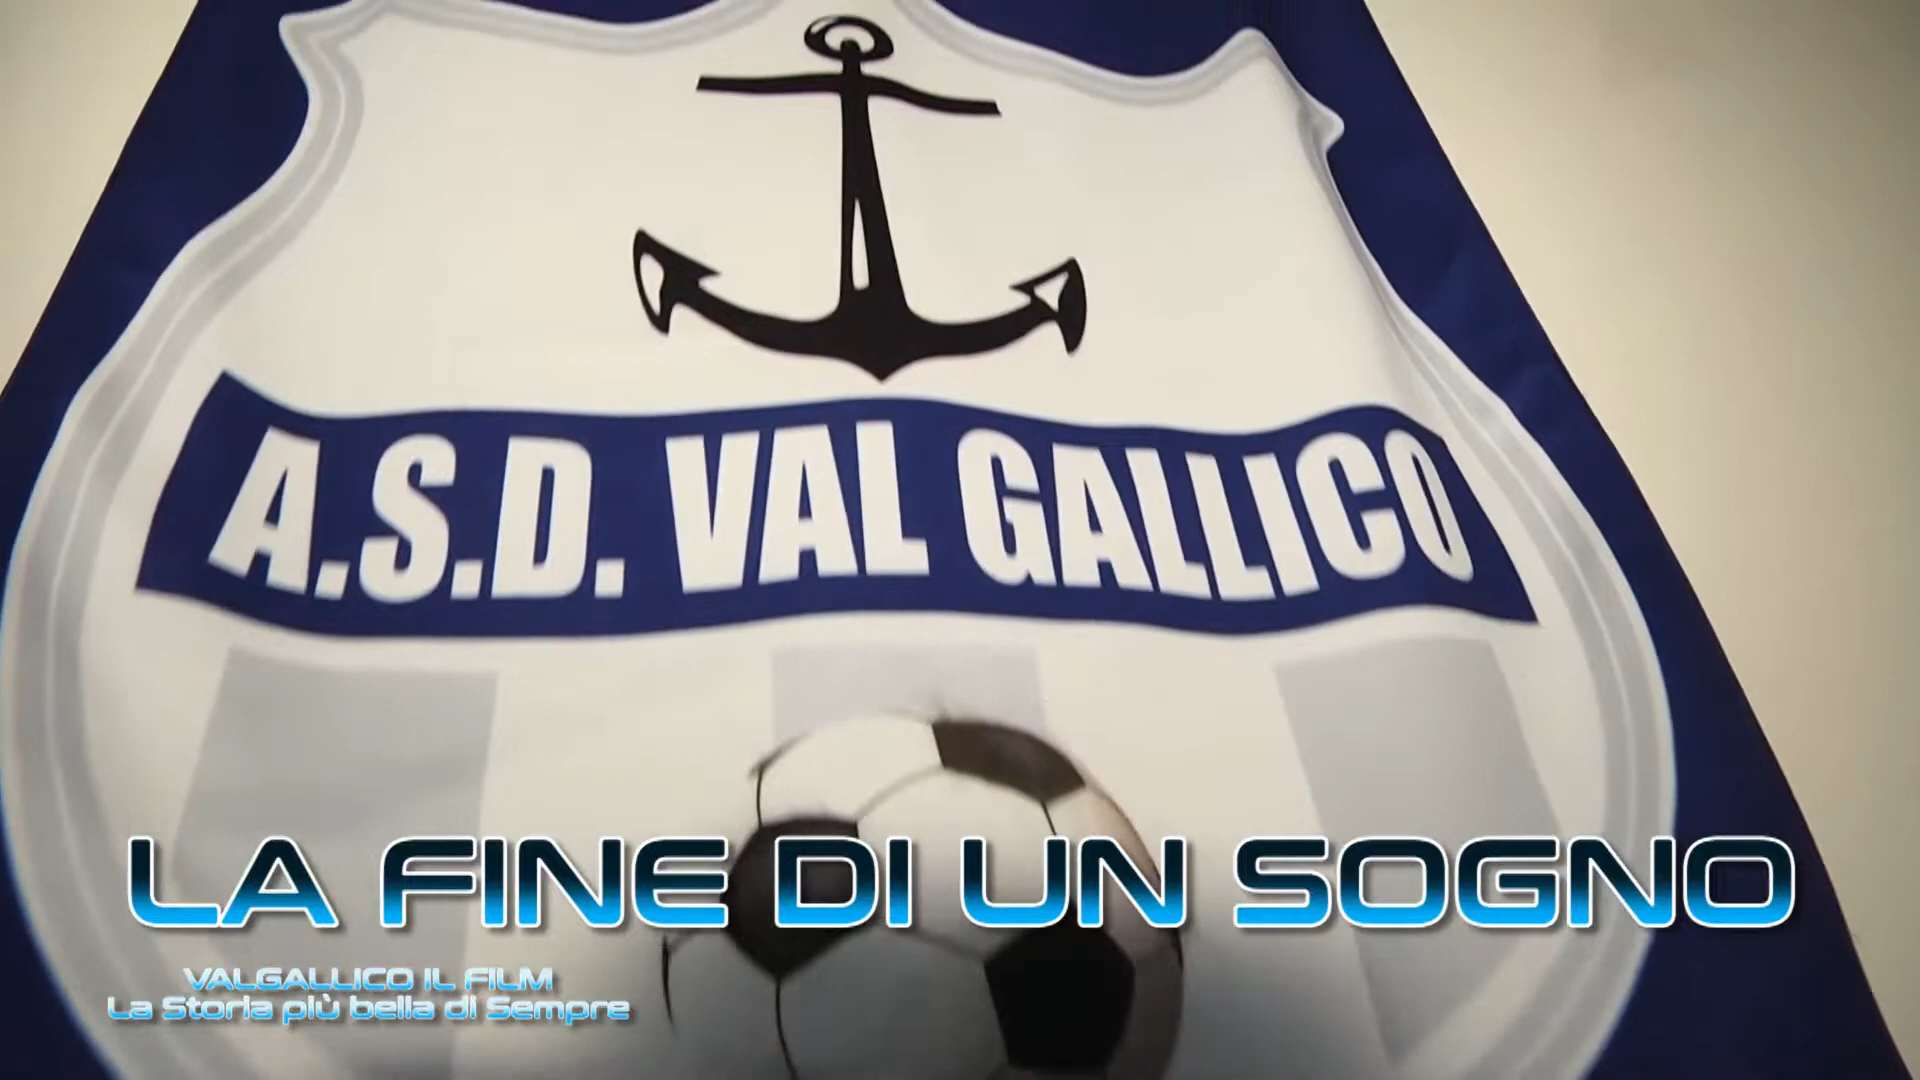 A.S.D. VAL GALLICO
LA FINE DI UN SOGNO
VALGALLICO IL FILM
La Storia più bella di Sempre